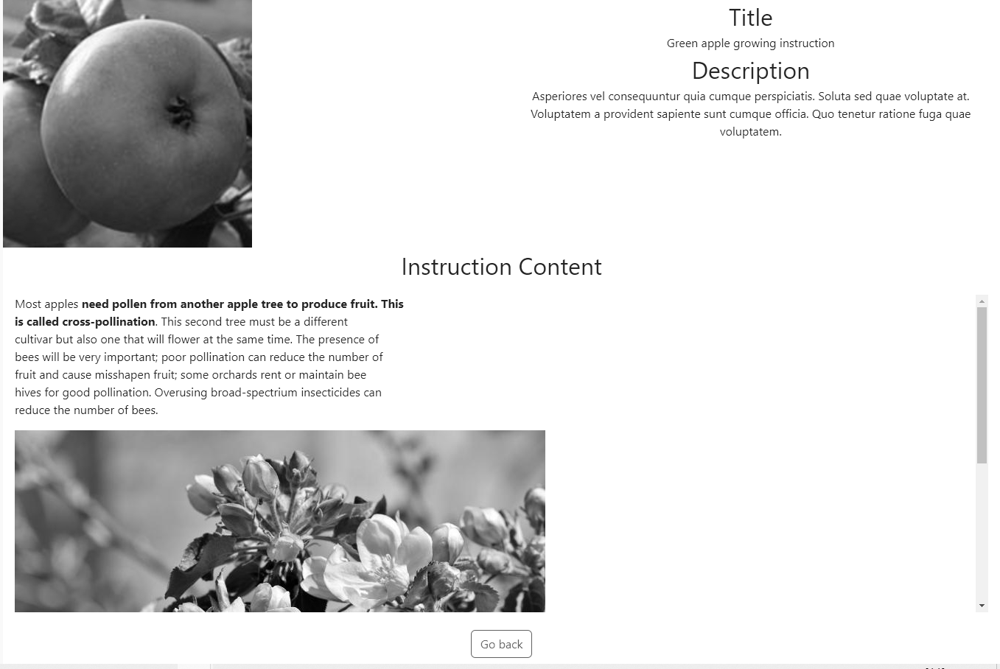 Title
Green apple growing instruction
Description
Asperiores vel consequuntur quia cumque perspiciatis. Soluta sed quae voluptate at.
Voluptatem a provident sapiente sunt cumque officia. Quo tenetur ratione fuga quae
voluptatem.
Instruction Content
Most apples need pollen from another apple tree to produce fruit. This
is called cross-pollination. This second tree must be a different
cultivar but also one that will flower at the same time. The presence of
bees will be very important; poor pollination can reduce the number of
fruit and cause misshapen fruit; some orchards rent or maintain bee
hives for good pollination. Overusing broad-spectrium insecticides can
reduce the number of bees.
Go back